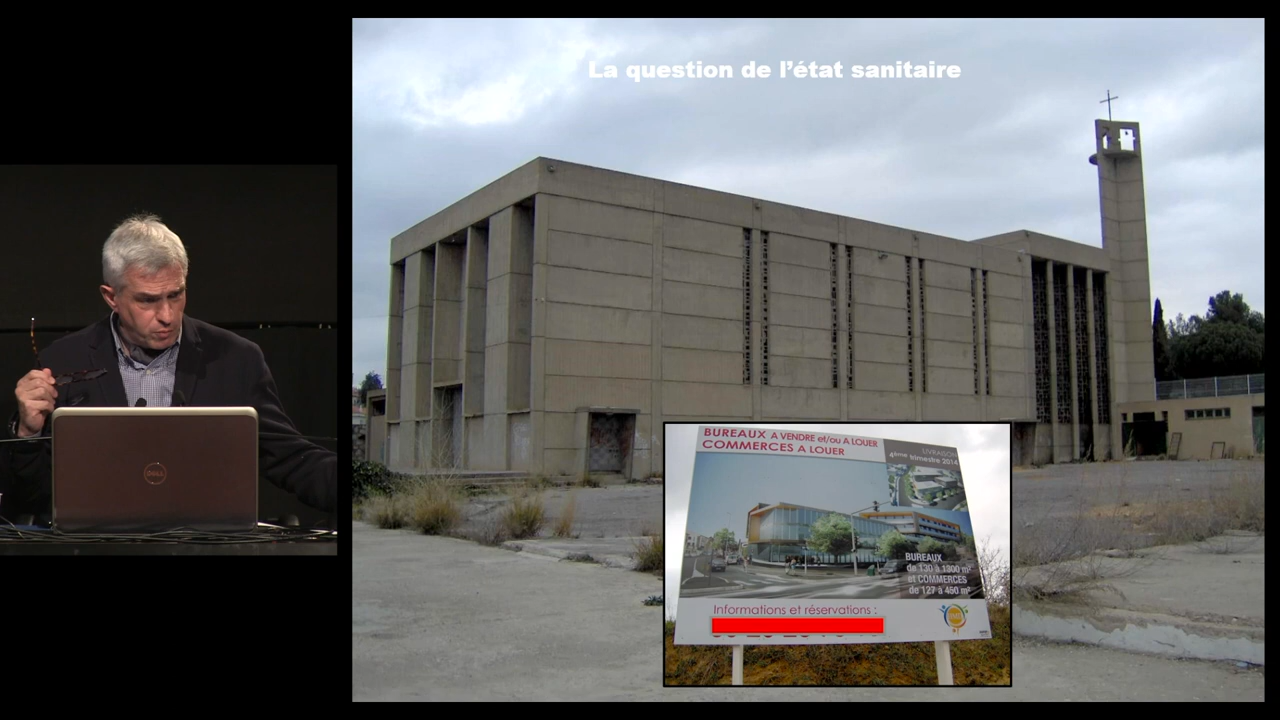 La question de l'état sanitaire
BUREAUX A VENDRE et/ou A LOUER
COMMERCES A LOUER
LIVRAISON
4ème trimestre 2014
BUREAUX
de 130 à 1300 m²
et COMMERCES
de 127 à 450 m²
Informations et réservations :
DELL